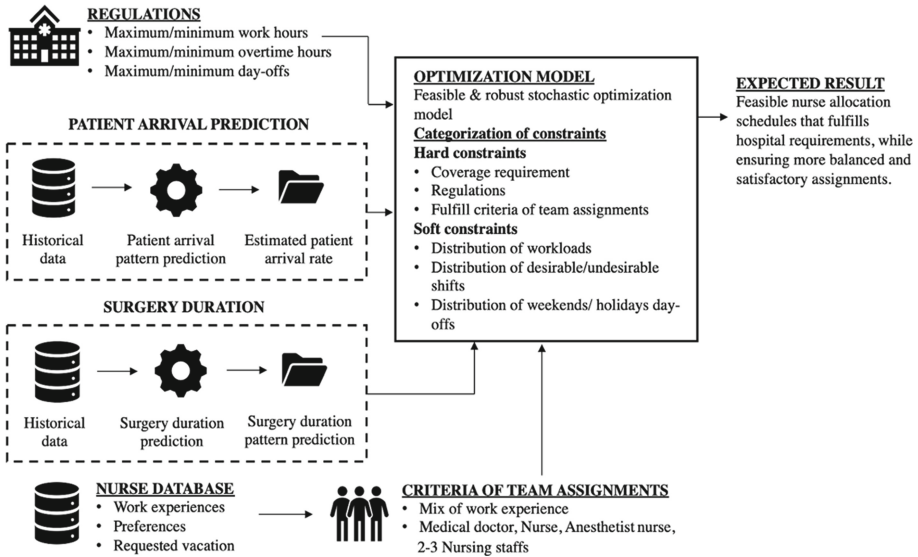 REGULATIONS
• Maximum/minimum work hours
• Maximum/minimum overtime hours
• Maximum/minimum day-offs
PATIENT ARRIVAL PREDICTION
Historical
data
Patient arrival
pattern prediction
Estimated patient
arrival rate
SURGERY DURATION
Historical
data
Surgery duration
prediction
Surgery duration
pattern prediction
NURSE DATABASE
• Work experiences
• Preferences
• Requested vacation
CRITERIA OF TEAM ASSIGNMENTS
• Mix of work experience
• Medical doctor, Nurse, Anesthetist nurse,
2-3 Nursing staffs
OPTIMIZATION MODEL
Feasible & robust stochastic optimization
model
Categorization of constraints
Hard constraints
• Coverage requirement
• Regulations
• Fulfill criteria of team assignments
Soft constraints
• Distribution of workloads
• Distribution of desirable/undesirable
shifts
• Distribution of weekends/ holidays day-
offs
EXPECTED RESULT
Feasible nurse allocation
schedules that fulfills
hospital requirements, while
ensuring more balanced and
satisfactory assignments.